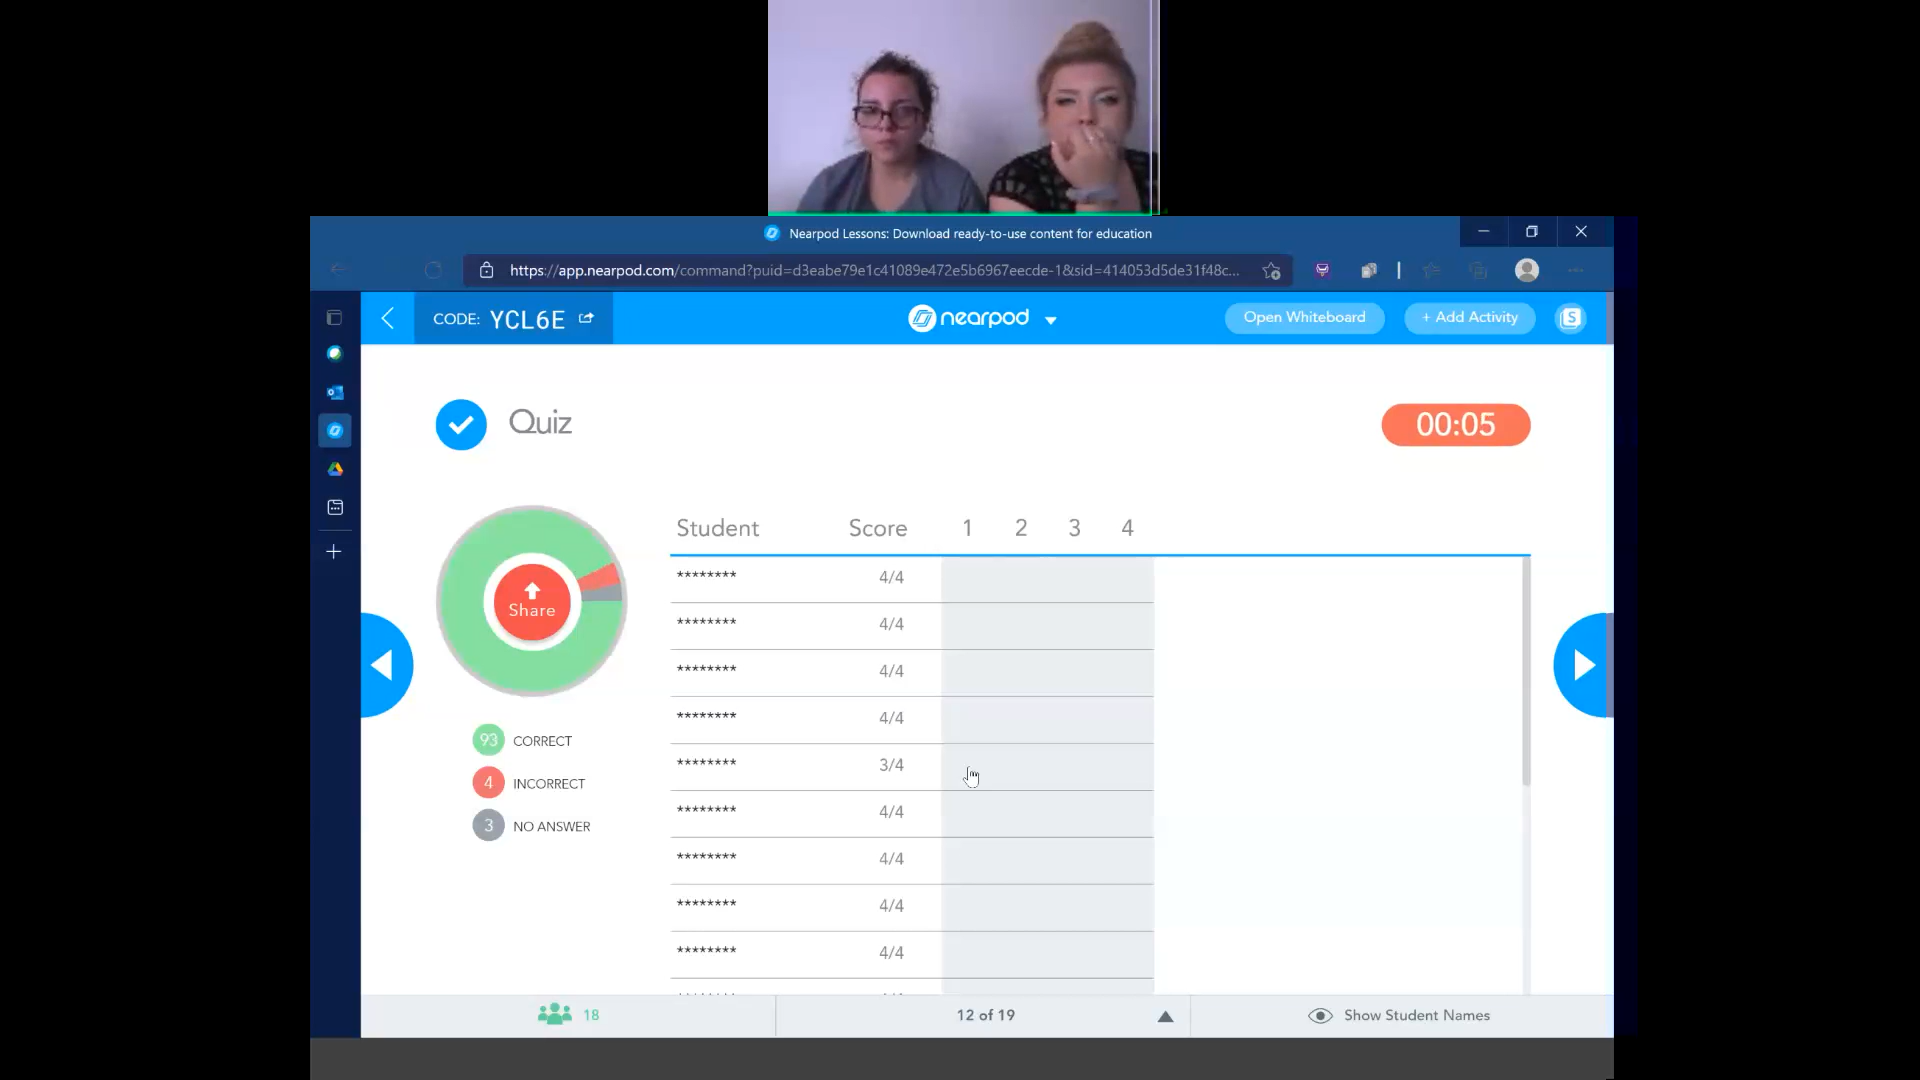 Nearpod Lessons: Download ready-to-use content for education
https://app.nearpod.com/command?puid=d3eabe79e1c41089e472e5b6967eecde-1&sid=414053d5de31f48c...
CODE: YCL6E
nearpod
Open Whiteboard
+ Add Activity
S
Quiz
00:05
Student Score 1 2 3 4
******** 4/4
******** 4/4
******** 4/4
******** 4/4
******** 3/4
******** 4/4
******** 4/4
******** 4/4
******** 4/4
Share
93 CORRECT
4 INCORRECT
3 NO ANSWER
18
12 of 19
Show Student Names